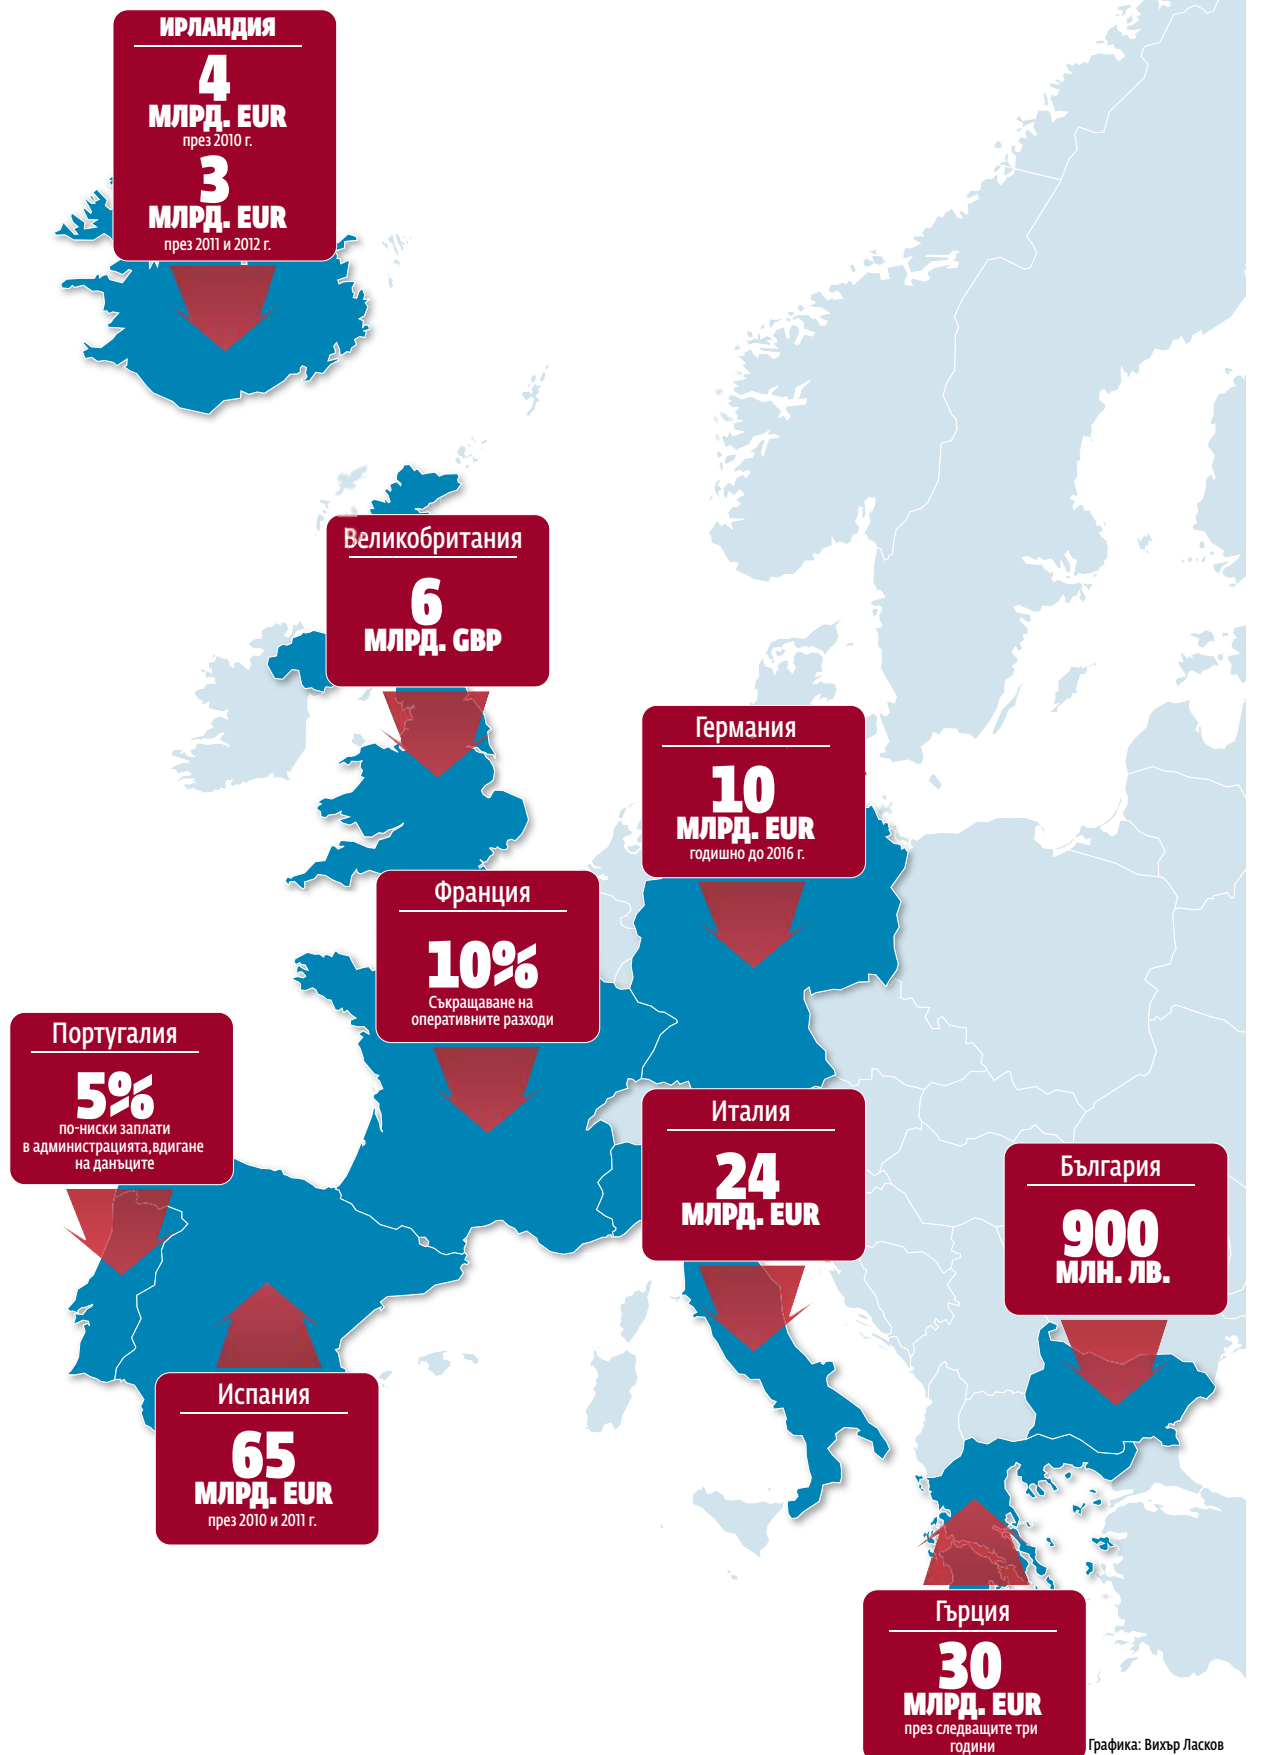 ИРЛАНДИЯ
4
МЛРД. EUR
през 2010 г.
3
МЛРД. EUR
през 2011 и 2012 г.
Великобритания
6
МЛРД. GBP
Германия
10
МЛРД. EUR
годишно до 2016 г.
Франция
10%
Съкращаване на
оперативните разходи
Португалия
5%
по-ниски заплати
в администрацията,вдигане
на данъците
Италия
24
МЛРД. EUR
България
900
МЛН. ЛВ.
Испания
65
МЛРД. EUR
през 2010 и 2011 г.
Гърция
30
МЛРД. EUR
през следващите три
години
Графика: Вихър Ласков